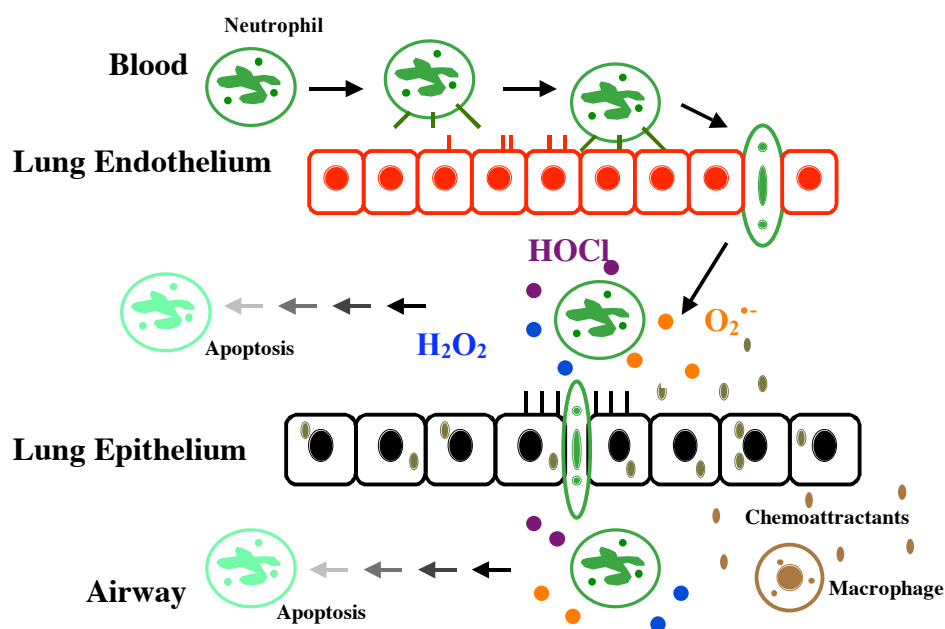 Neutrophil
Blood
Lung Endothelium
HOCl
O₂•-
H₂O₂
Apoptosis
Lung Epithelium
Chemoattractants
Macrophage
Airway
Apoptosis